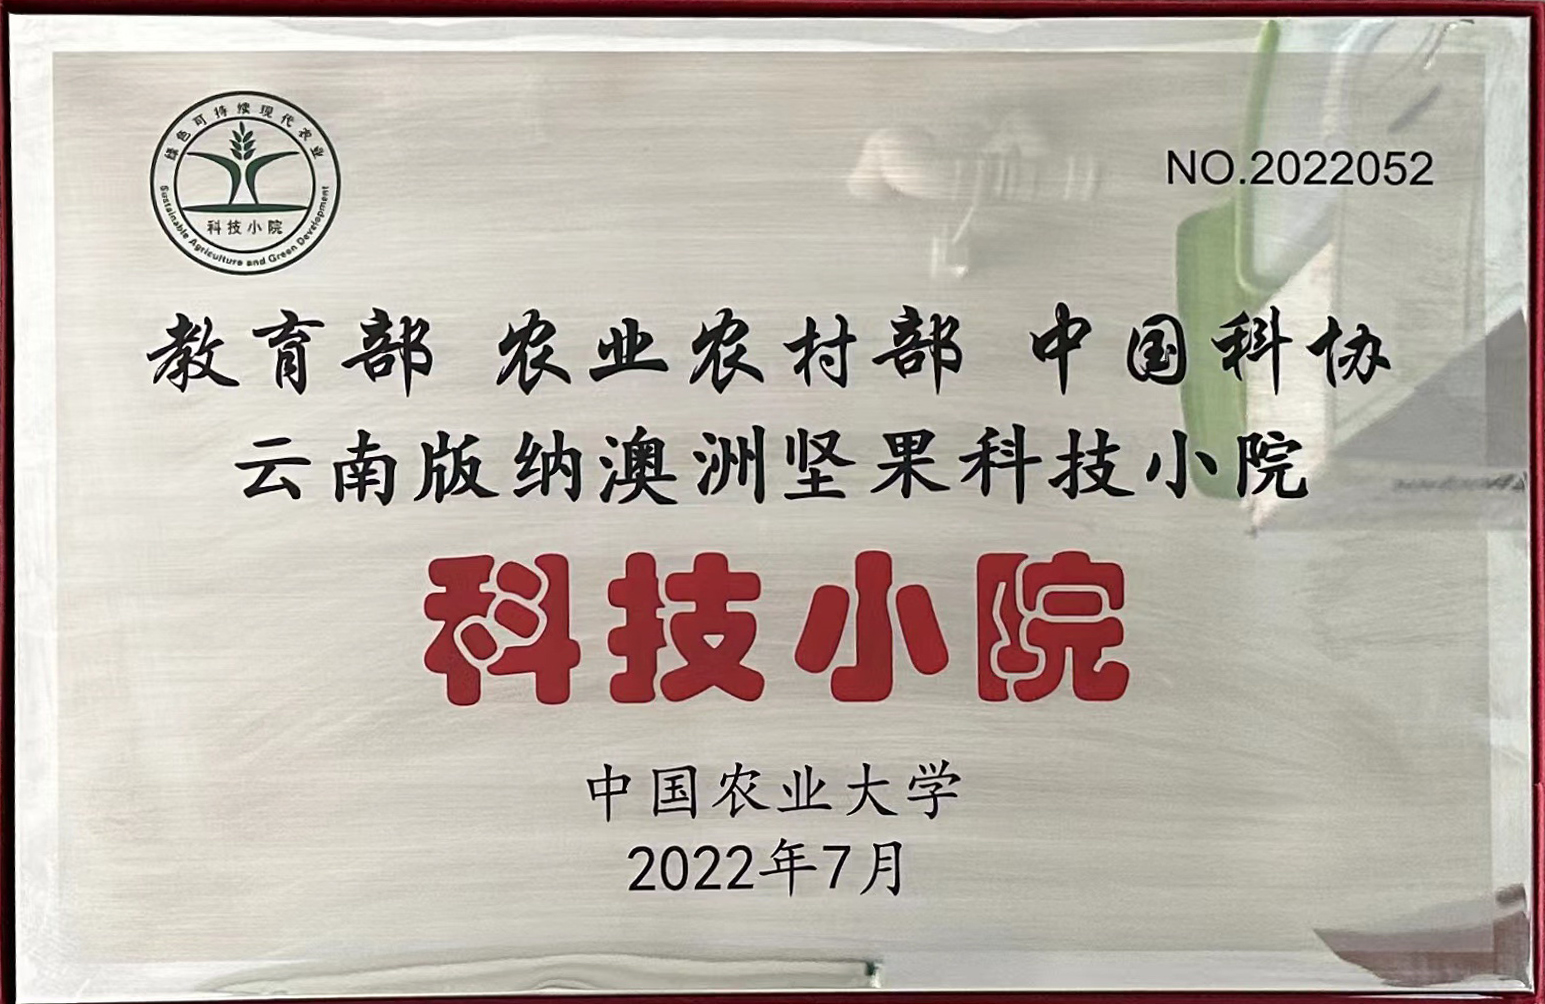 绿色可持续现代农业
科技小院
Sustainable Agriculture and Green Development
NO.2022052
教育部 农业农村部 中国科协
云南版纳澳洲坚果科技小院
科技小院
中国农业大学
2022年7月